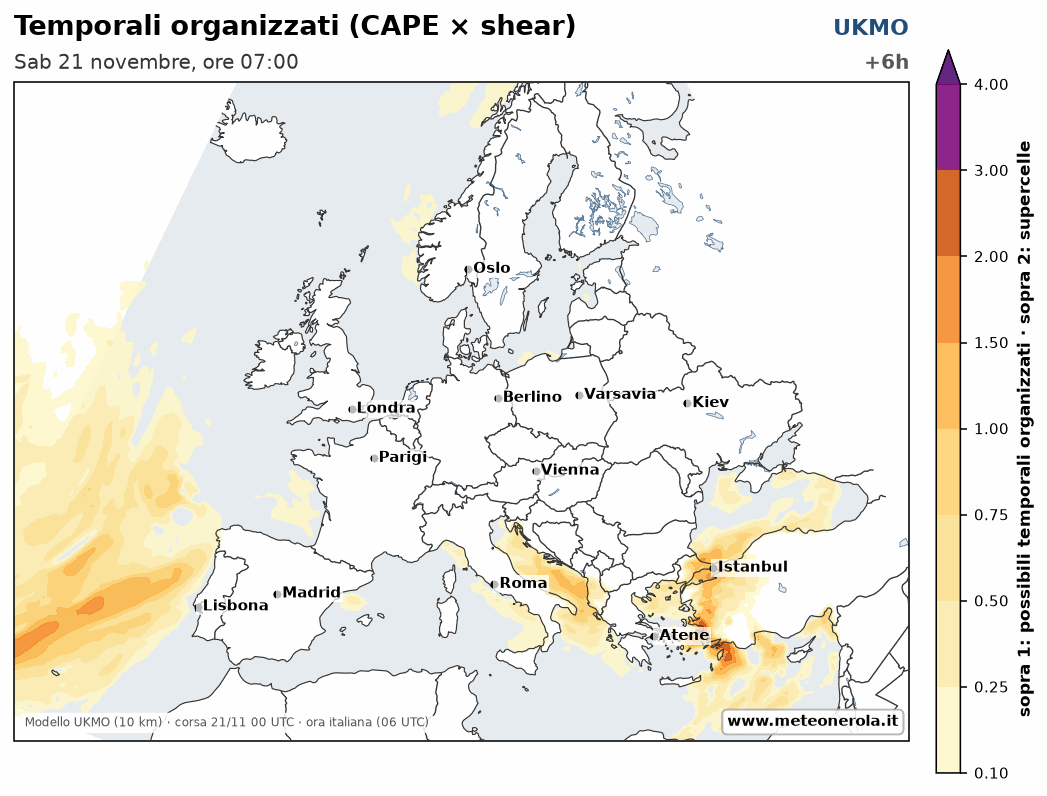 Temporali organizzati (CAPE × shear)
UKMO
Sab 21 novembre, ore 07:00
+6h
Oslo
Londra
Berlino
Varsavia
Kiev
Parigi
Vienna
Istanbul
Roma
Madrid
Lisbona
Atene
Modello UKMO (10 km) · corsa 21/11 00 UTC · ora italiana (06 UTC)
www.meteonerola.it
4.00
3.00
2.00
1.50
1.00
0.75
0.50
0.25
0.10
sopra 1: possibili temporali organizzati · sopra 2: supercelle